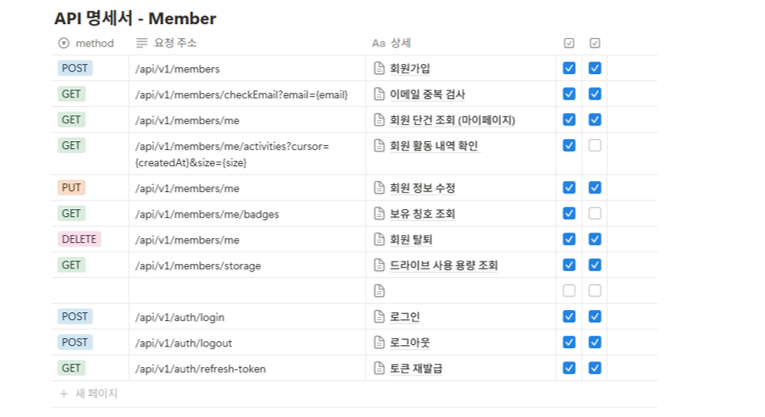 API 명세서 - Member
method 요청 주소 Aa 상세
POST /api/v1/members 회원가입
GET /api/v1/members/checkEmail?email={email} 이메일 중복 검사
GET /api/v1/members/me 회원 단건 조회 (마이페이지)
GET /api/v1/members/me/activities?cursor= 회원 활동 내역 확인
{createdAt}&size={size}
PUT /api/v1/members/me 회원 정보 수정
GET /api/v1/members/me/badges 보유 칭호 조회
DELETE /api/v1/members/me 회원 탈퇴
GET /api/v1/members/storage 드라이브 사용 용량 조회
POST /api/v1/auth/login 로그인
POST /api/v1/auth/logout 로그아웃
GET /api/v1/auth/refresh-token 토큰 재발급
+ 새 페이지